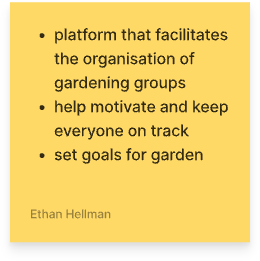 • platform that facilitates
the organisation of
gardening groups
• help motivate and keep
everyone on track
• set goals for garden
Ethan Hellman